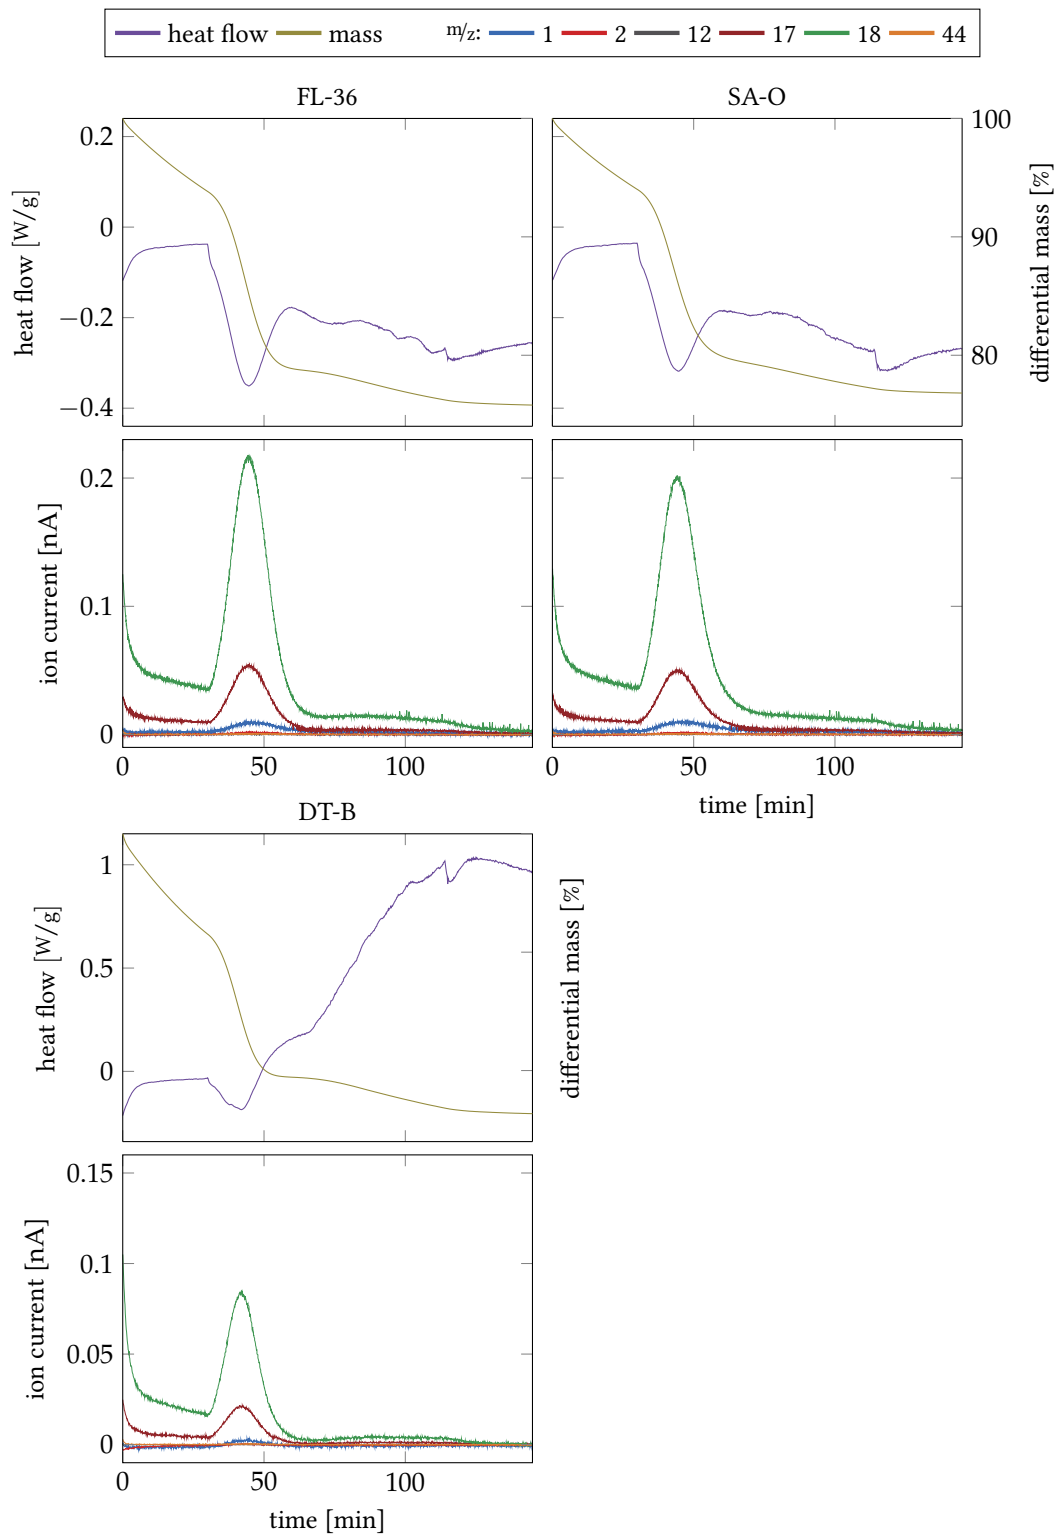 heat flow mass m/z: 1 2 12 17 18 44
FL-36 SA-O
0.2
0
−0.2
−0.4
heat flow [W/g]
100
90
80
differential mass [%]
0.2
0.1
0
ion current [nA]
0 50 100
0 50 100
time [min]
DT-B
1
0.5
0
heat flow [W/g]
differential mass [%]
0.15
0.1
0.05
0
ion current [nA]
0 50 100
time [min]